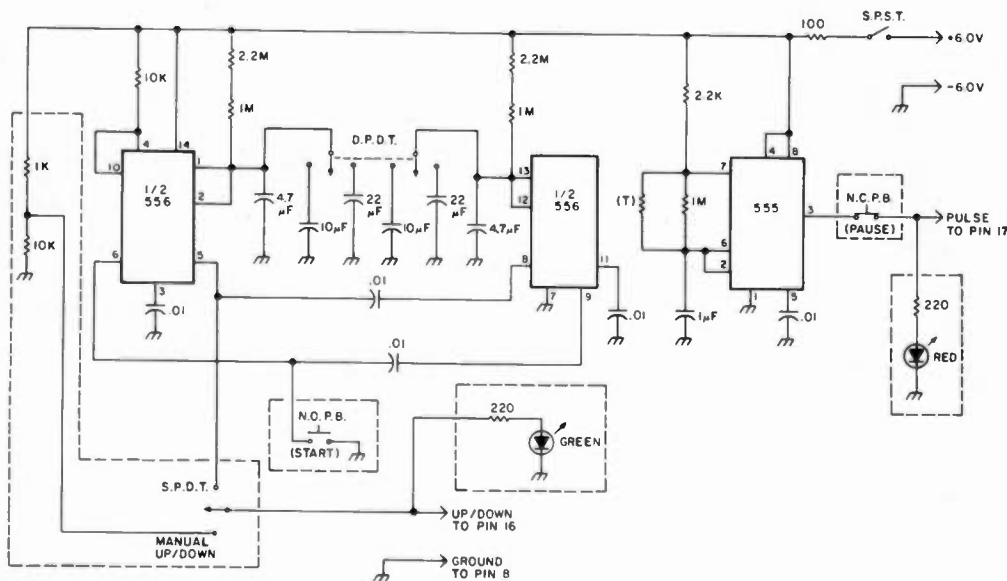 100
S.P.S.T.
+6.0V
-6.0V
10K
2.2M
1M
2.2M
1M
2.2K
D.P.D.T.
1K
10K
4
14
10
1
2
6
5
3
1/2
556
4.7
µF
10µF
22
µF
10µF
22
µF
4.7µF
13
12
8
11
7
9
1/2
556
.01
.01
.01
.01
(T)
1M
1µF
4
8
7
6
2
3
1
5
555
.01
N.C.P.B.
(PAUSE)
PULSE
TO PIN 17
220
RED
N.O.P.B.
(START)
220
GREEN
S.P.D.T.
MANUAL
UP/DOWN
UP/DOWN
TO PIN 16
GROUND
TO PIN 8